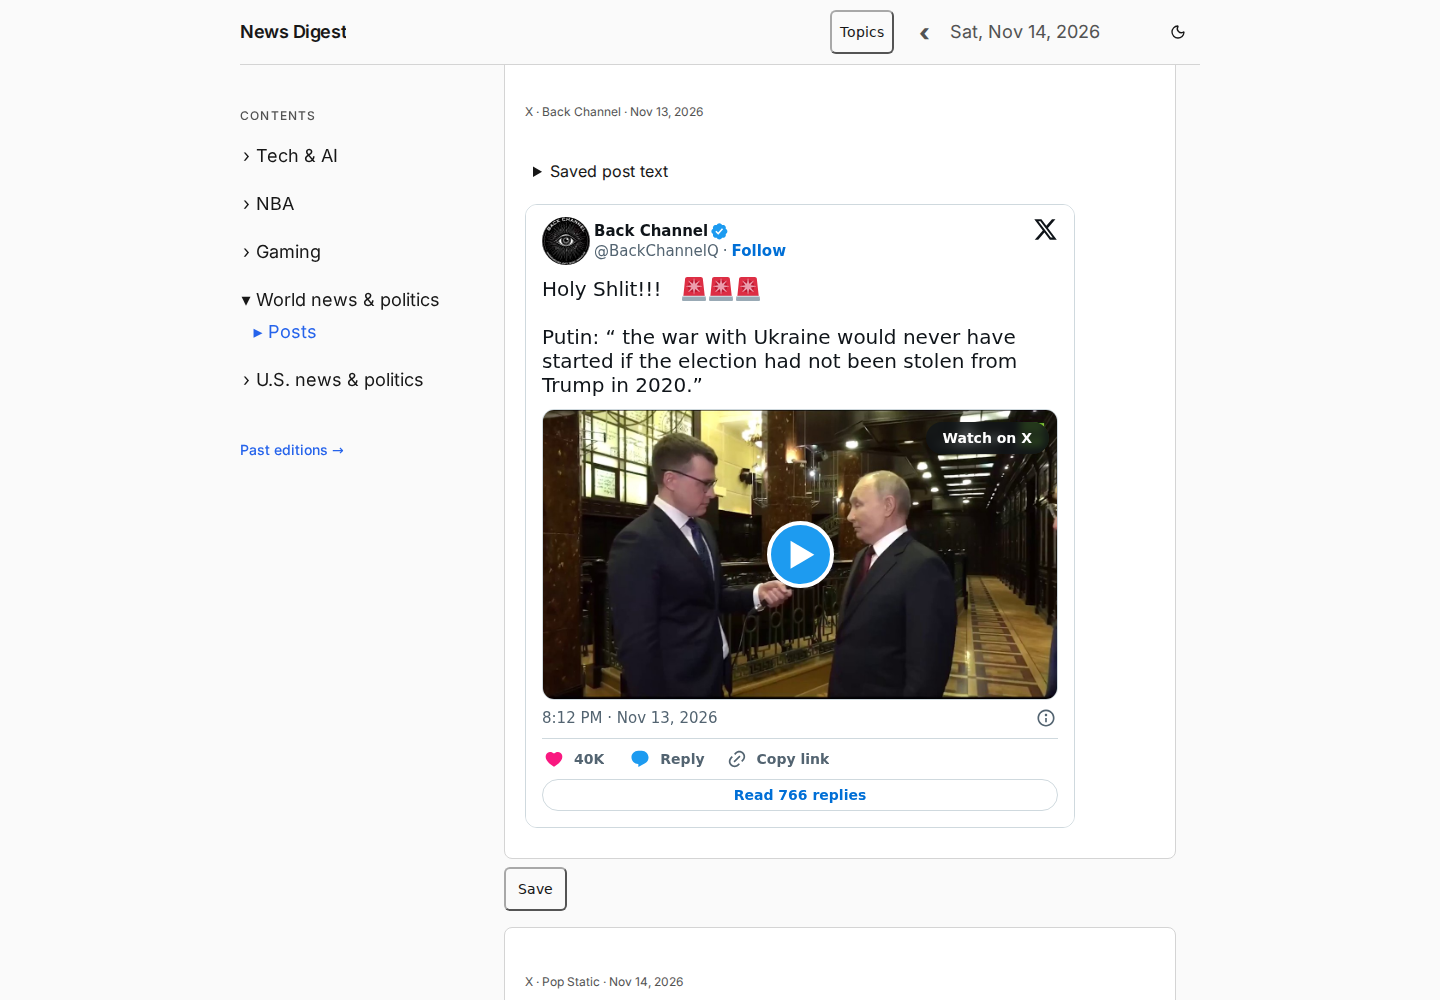 News Digest
Topics
‹
Sat, Nov 14, 2026
CONTENTS
› Tech & AI
› NBA
› Gaming
▾ World news & politics
▸ Posts
› U.S. news & politics
Past editions →
X · Back Channel · Nov 13, 2026
▶ Saved post text
Back Channel
@BackChannelQ · Follow
Holy Shlit!!! 🚨🚨🚨
Putin: “ the war with Ukraine would never have
started if the election had not been stolen from
Trump in 2020.”
Watch on X
8:12 PM · Nov 13, 2026
40K
Reply
Copy link
Read 766 replies
Save
X · Pop Static · Nov 14, 2026